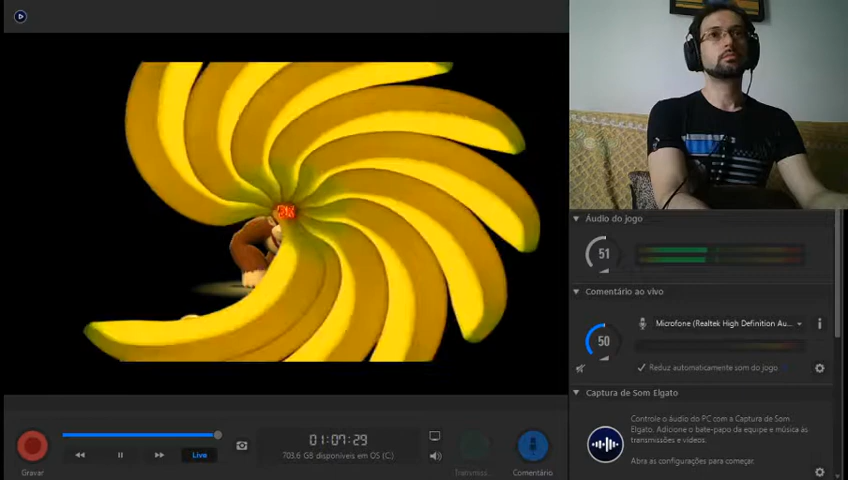 Áudio do jogo
51
Comentário ao vivo
Microfone (Realtek High Definition Au...
50
Reduz automaticamente som do jogo
Captura de Som Elgato
Controle o áudio do PC com a Captura de Som
Elgato. Adicione o bate-papo da equipe e música às
transmissões e vídeos.
Abra as configurações para começar.
Live
01:07:29
703.6 GB disponíveis em OS (C:)
Gravar
Transmis...
Comentário